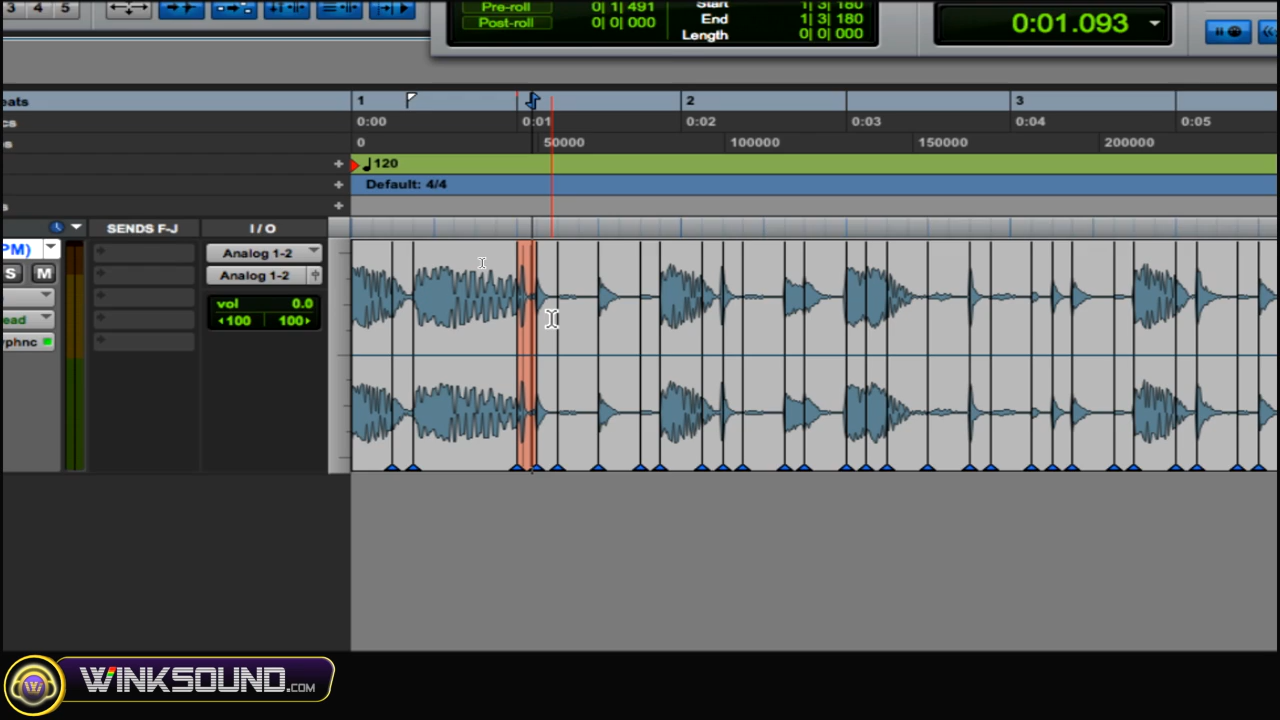 3 4 5
Pre-roll 0| 1| 491 Start 1| 3| 180
Post-roll 0| 0| 000 End 1| 3| 180
Length 0| 0| 000
0:01.093
eats 1 2 3
cs 0:00 0:01 0:02 0:03 0:04 0:05
s 0 50000 100000 150000 200000
+ 120
+ Default: 4/4
s +
SENDS F-J I / O
PM) Analog 1-2
S M Analog 1-2
vol 0.0
ead ◂100 100▸
yphnc
WINKSOUND.COM